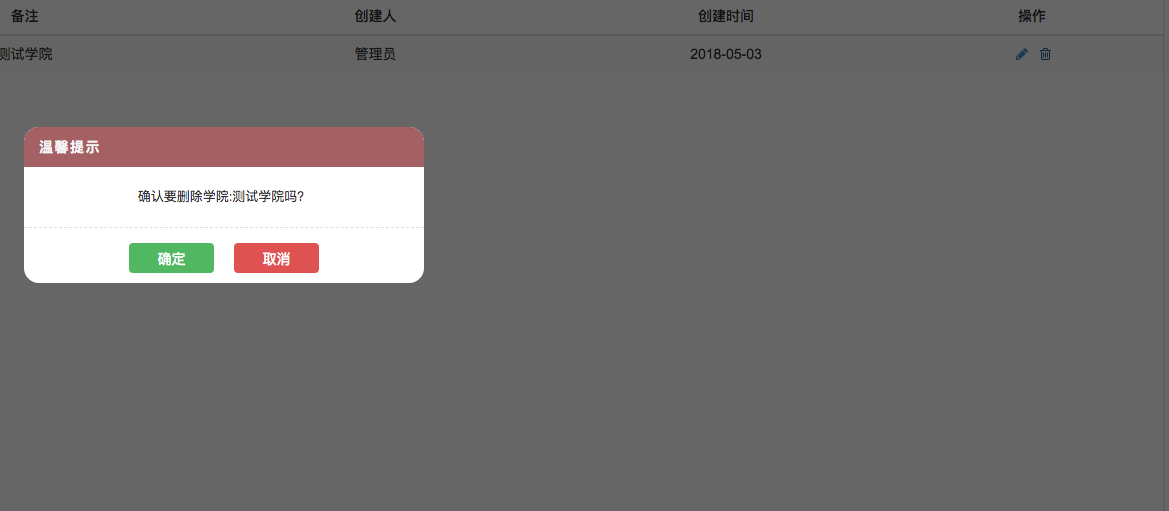 备注 创建人 创建时间 操作
测试学院 管理员 2018-05-03
温馨提示
确认要删除学院:测试学院吗?
确定 取消